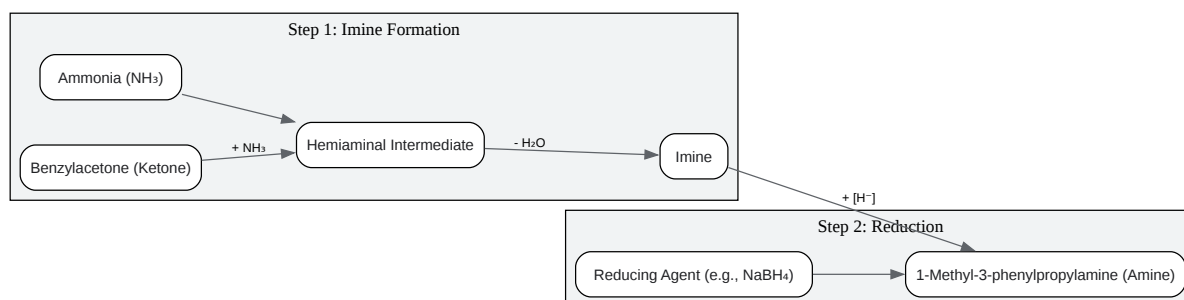 Step 1: Imine Formation
Ammonia (NH₃)
Benzylacetone (Ketone)
+ NH₃
Hemiaminal Intermediate
- H₂O
Imine
+ [H⁻]
Step 2: Reduction
Reducing Agent (e.g., NaBH₄)
1-Methyl-3-phenylpropylamine (Amine)